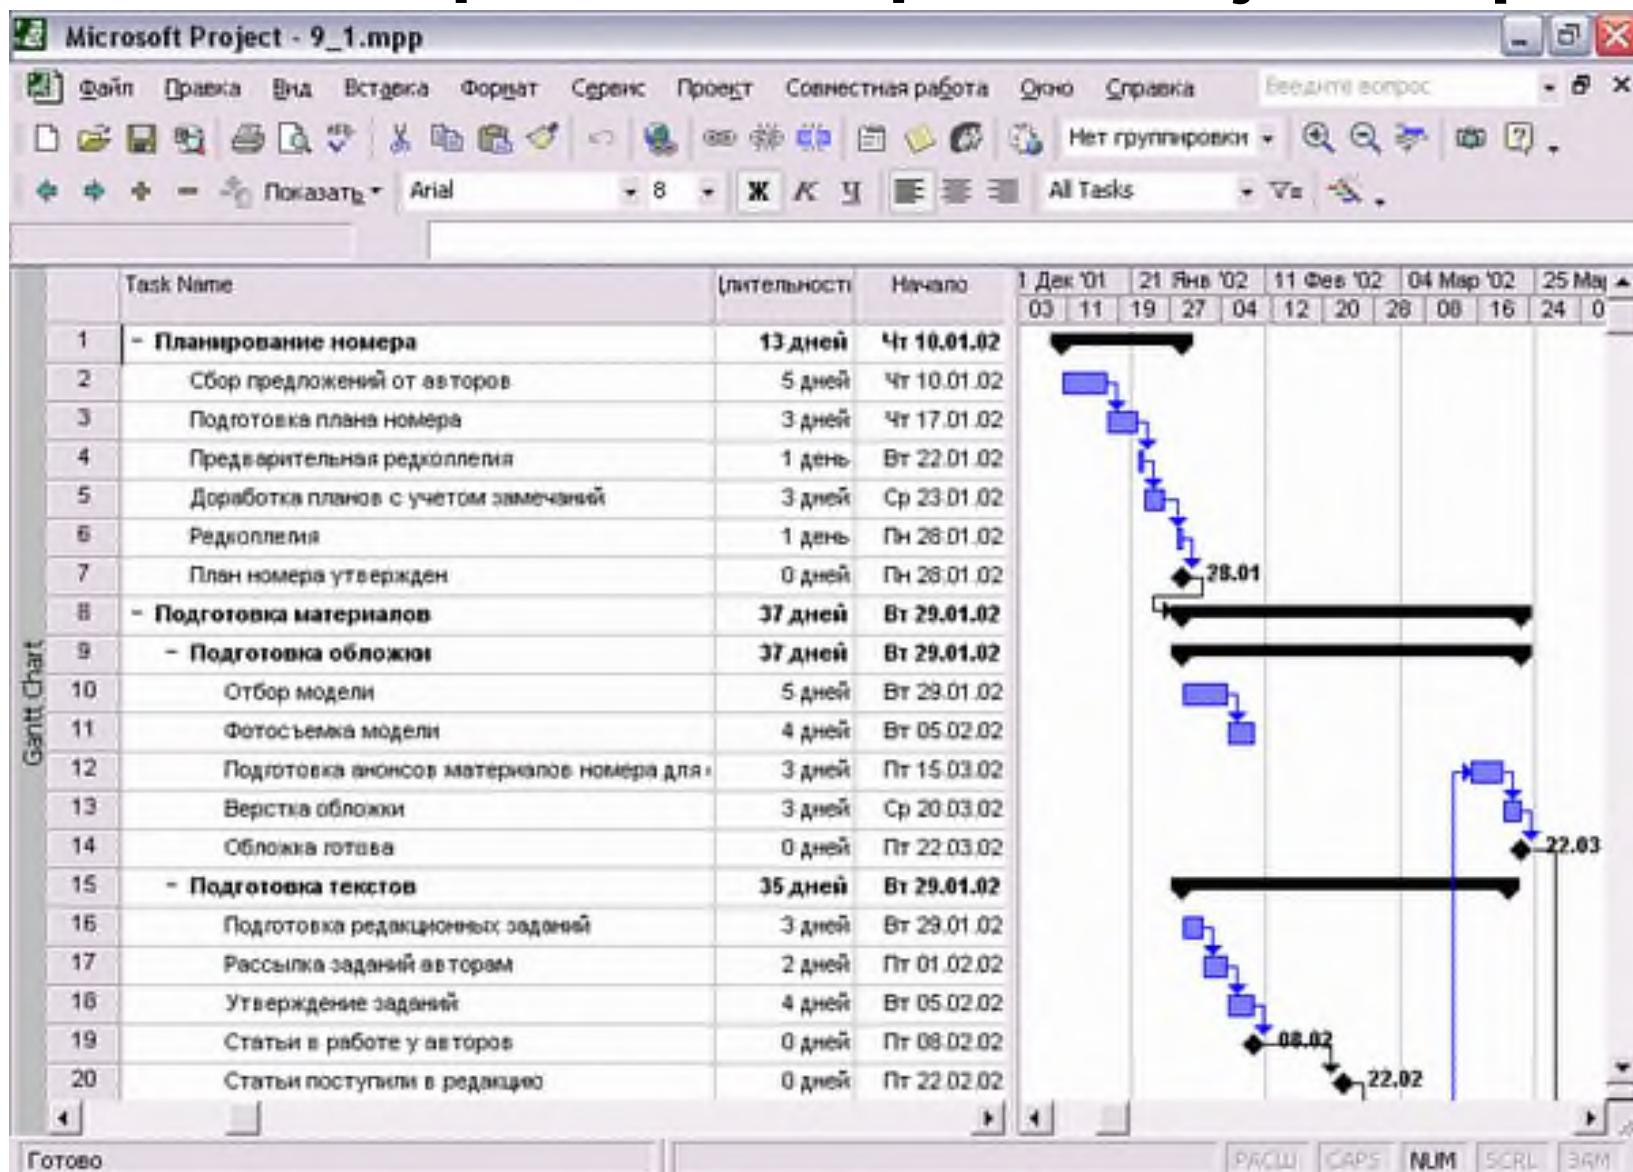 Microsoft Project - 9_1.mpp
Файл Правка Вид Вставка Формат Сервис Проект Совместная работа Окно Справка Введите вопрос
Нет группировки
Показать Arial 8 Ж К Ч All Tasks
Task Name длительность Начало 1 Дек '01 21 Янв '02 11 Фев '02 04 Мар '02 25 Мар
03 11 19 27 04 12 20 28 08 16 24 0
1 - Планирование номера 13 дней Чт 10.01.02
2 Сбор предложений от авторов 5 дней Чт 10.01.02
3 Подготовка плана номера 3 дней Чт 17.01.02
4 Предварительная редколлегия 1 день Вт 22.01.02
5 Доработка планов с учетом замечаний 3 дней Ср 23.01.02
6 Редколлегия 1 день Пн 28.01.02
7 План номера утвержден 0 дней Пн 28.01.02 28.01
8 - Подготовка материалов 37 дней Вт 29.01.02
9 - Подготовка обложки 37 дней Вт 29.01.02
10 Отбор модели 5 дней Вт 29.01.02
11 Фотосъемка модели 4 дней Вт 05.02.02
12 Подготовка анонсов материалов номера для 3 дней Пт 15.03.02
13 Верстка обложки 3 дней Ср 20.03.02
14 Обложка готова 0 дней Пт 22.03.02 22.03
15 - Подготовка текстов 35 дней Вт 29.01.02
16 Подготовка редакционных заданий 3 дней Вт 29.01.02
17 Рассылка заданий авторам 2 дней Пт 01.02.02
18 Утверждение заданий 4 дней Вт 05.02.02
19 Статьи в работе у авторов 0 дней Пт 08.02.02 08.02
20 Статьи поступили в редакцию 0 дней Пт 22.02.02 22.02
Gantt Chart
Готово РАСШ CAPS NUM SCRL ЗАМ